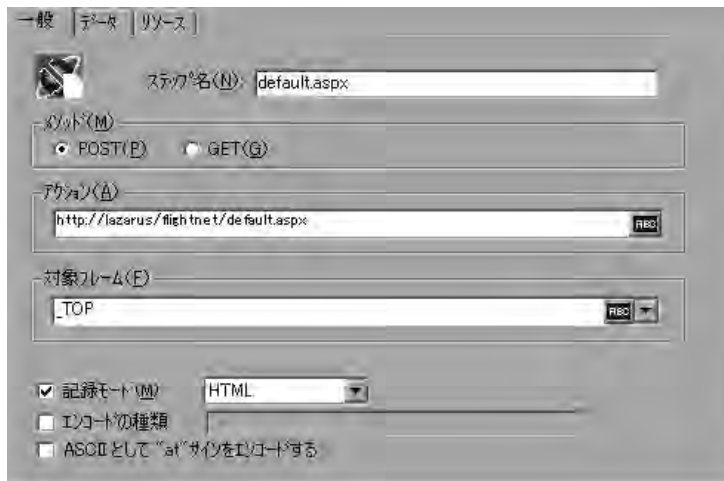 一般 データ リソース
ステップ名(N): default.aspx
メソッド(M)
POST(P) GET(G)
アクション(A)
http://lazarus/flightnet/default.aspx ABC
対象フレーム(F)
_TOP ABC
記録モード(M) HTML
エンコードの種類
ASCIIとして "at"サインをエンコードする